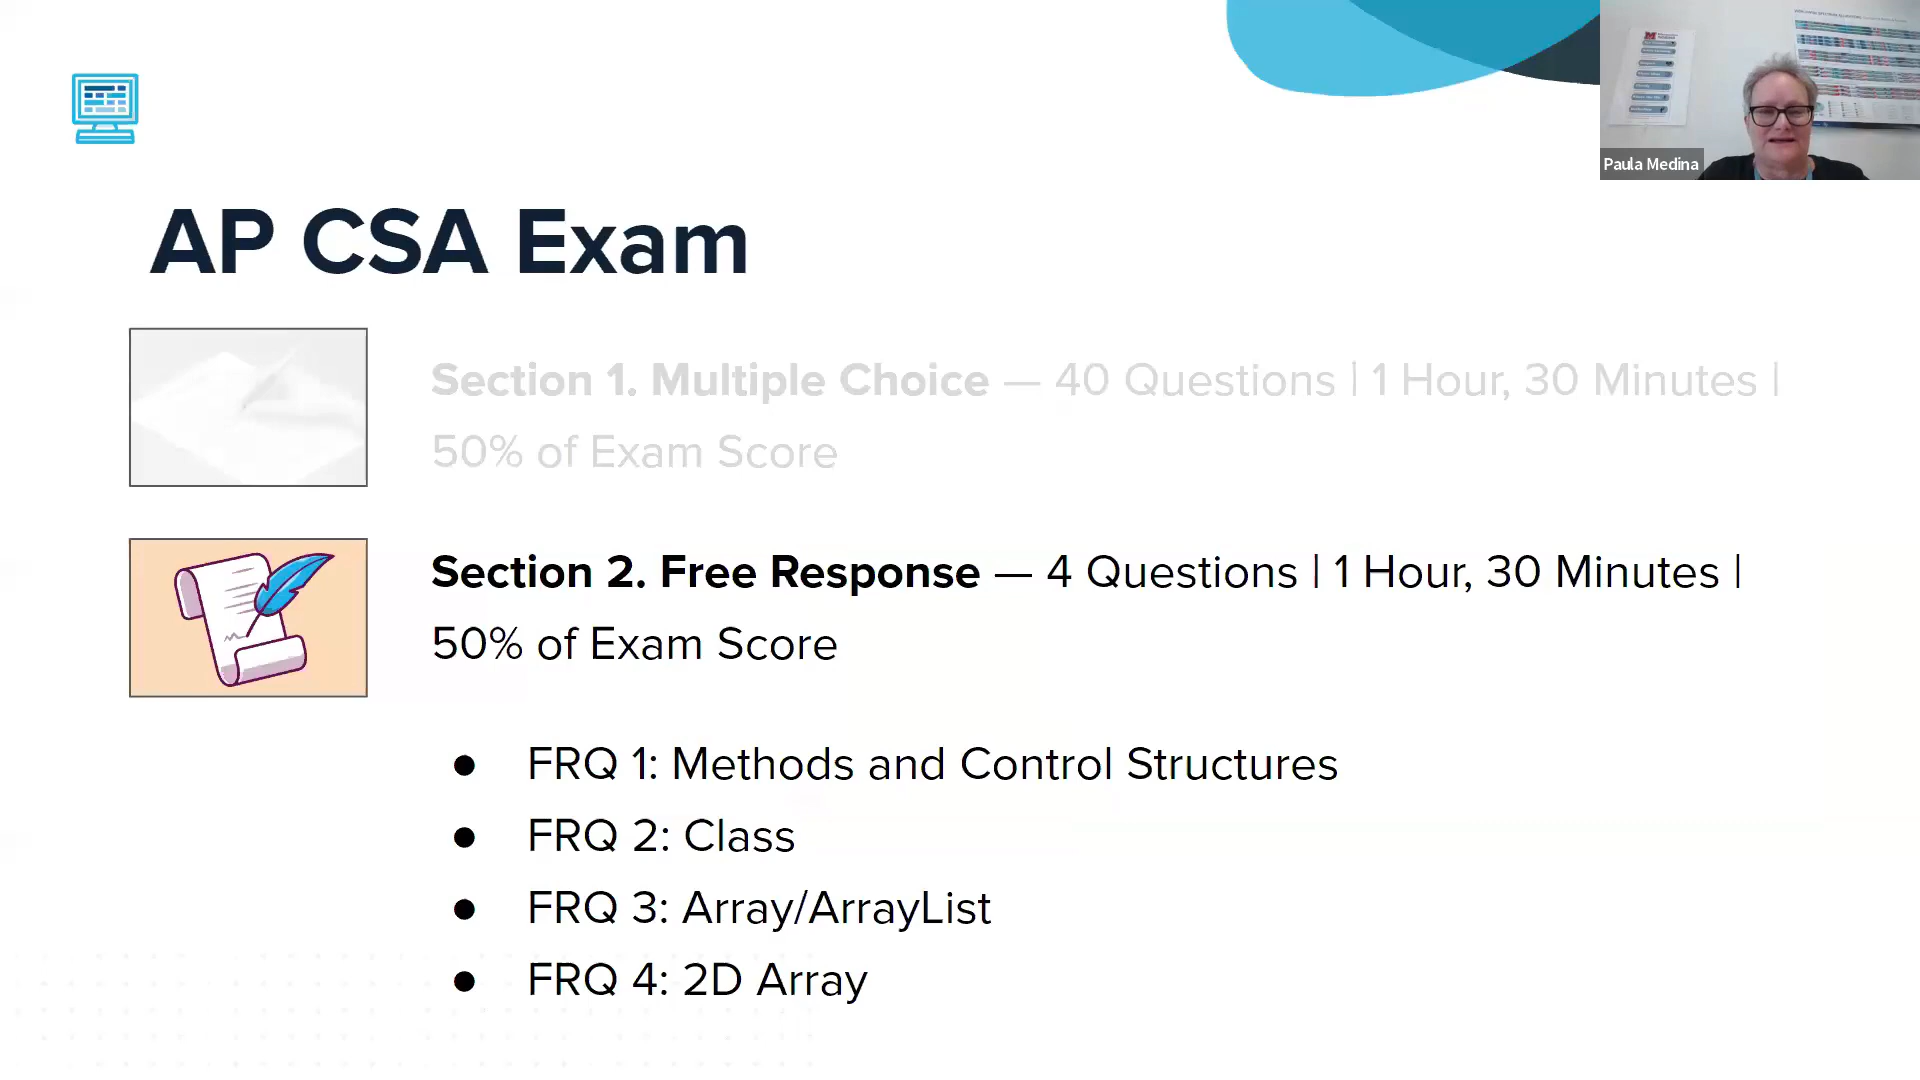 Paula Medina
AP CSA Exam
Section 1. Multiple Choice — 40 Questions | 1 Hour, 30 Minutes |
50% of Exam Score
Section 2. Free Response — 4 Questions | 1 Hour, 30 Minutes |
50% of Exam Score
● FRQ 1: Methods and Control Structures
● FRQ 2: Class
● FRQ 3: Array/ArrayList
● FRQ 4: 2D Array